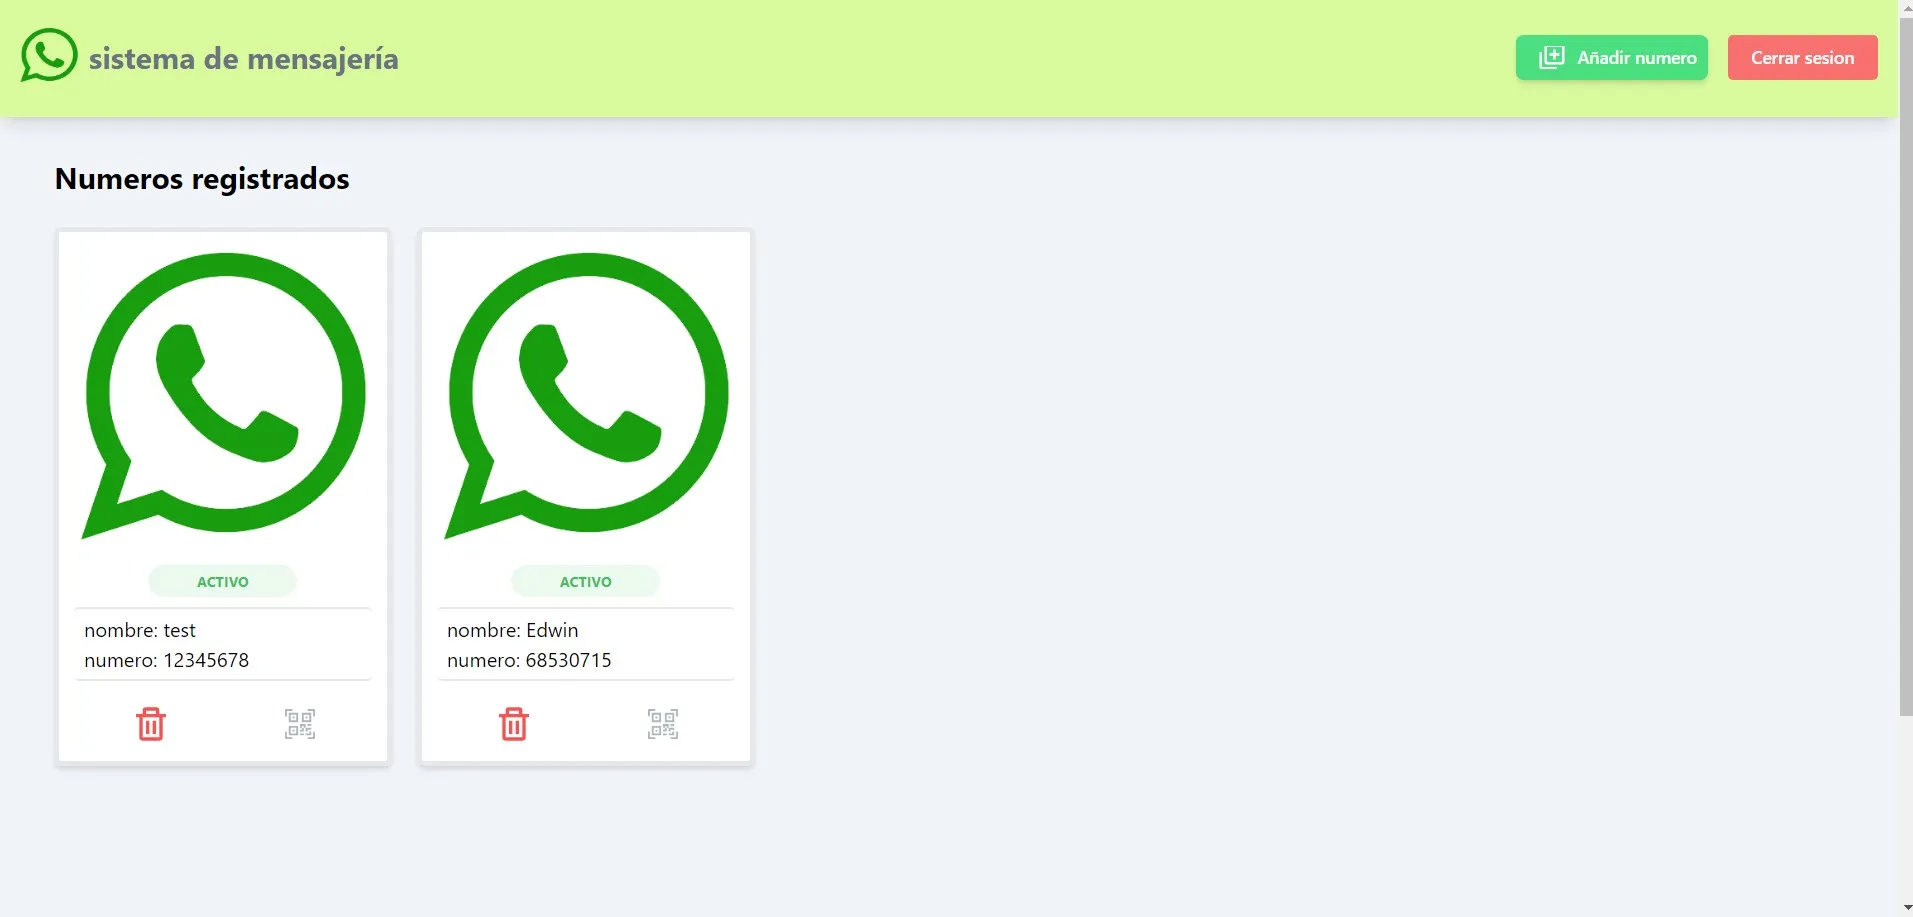 sistema de mensajería
Añadir numero
Cerrar sesion
Numeros registrados
ACTIVO
nombre: test
numero: 12345678
ACTIVO
nombre: Edwin
numero: 68530715